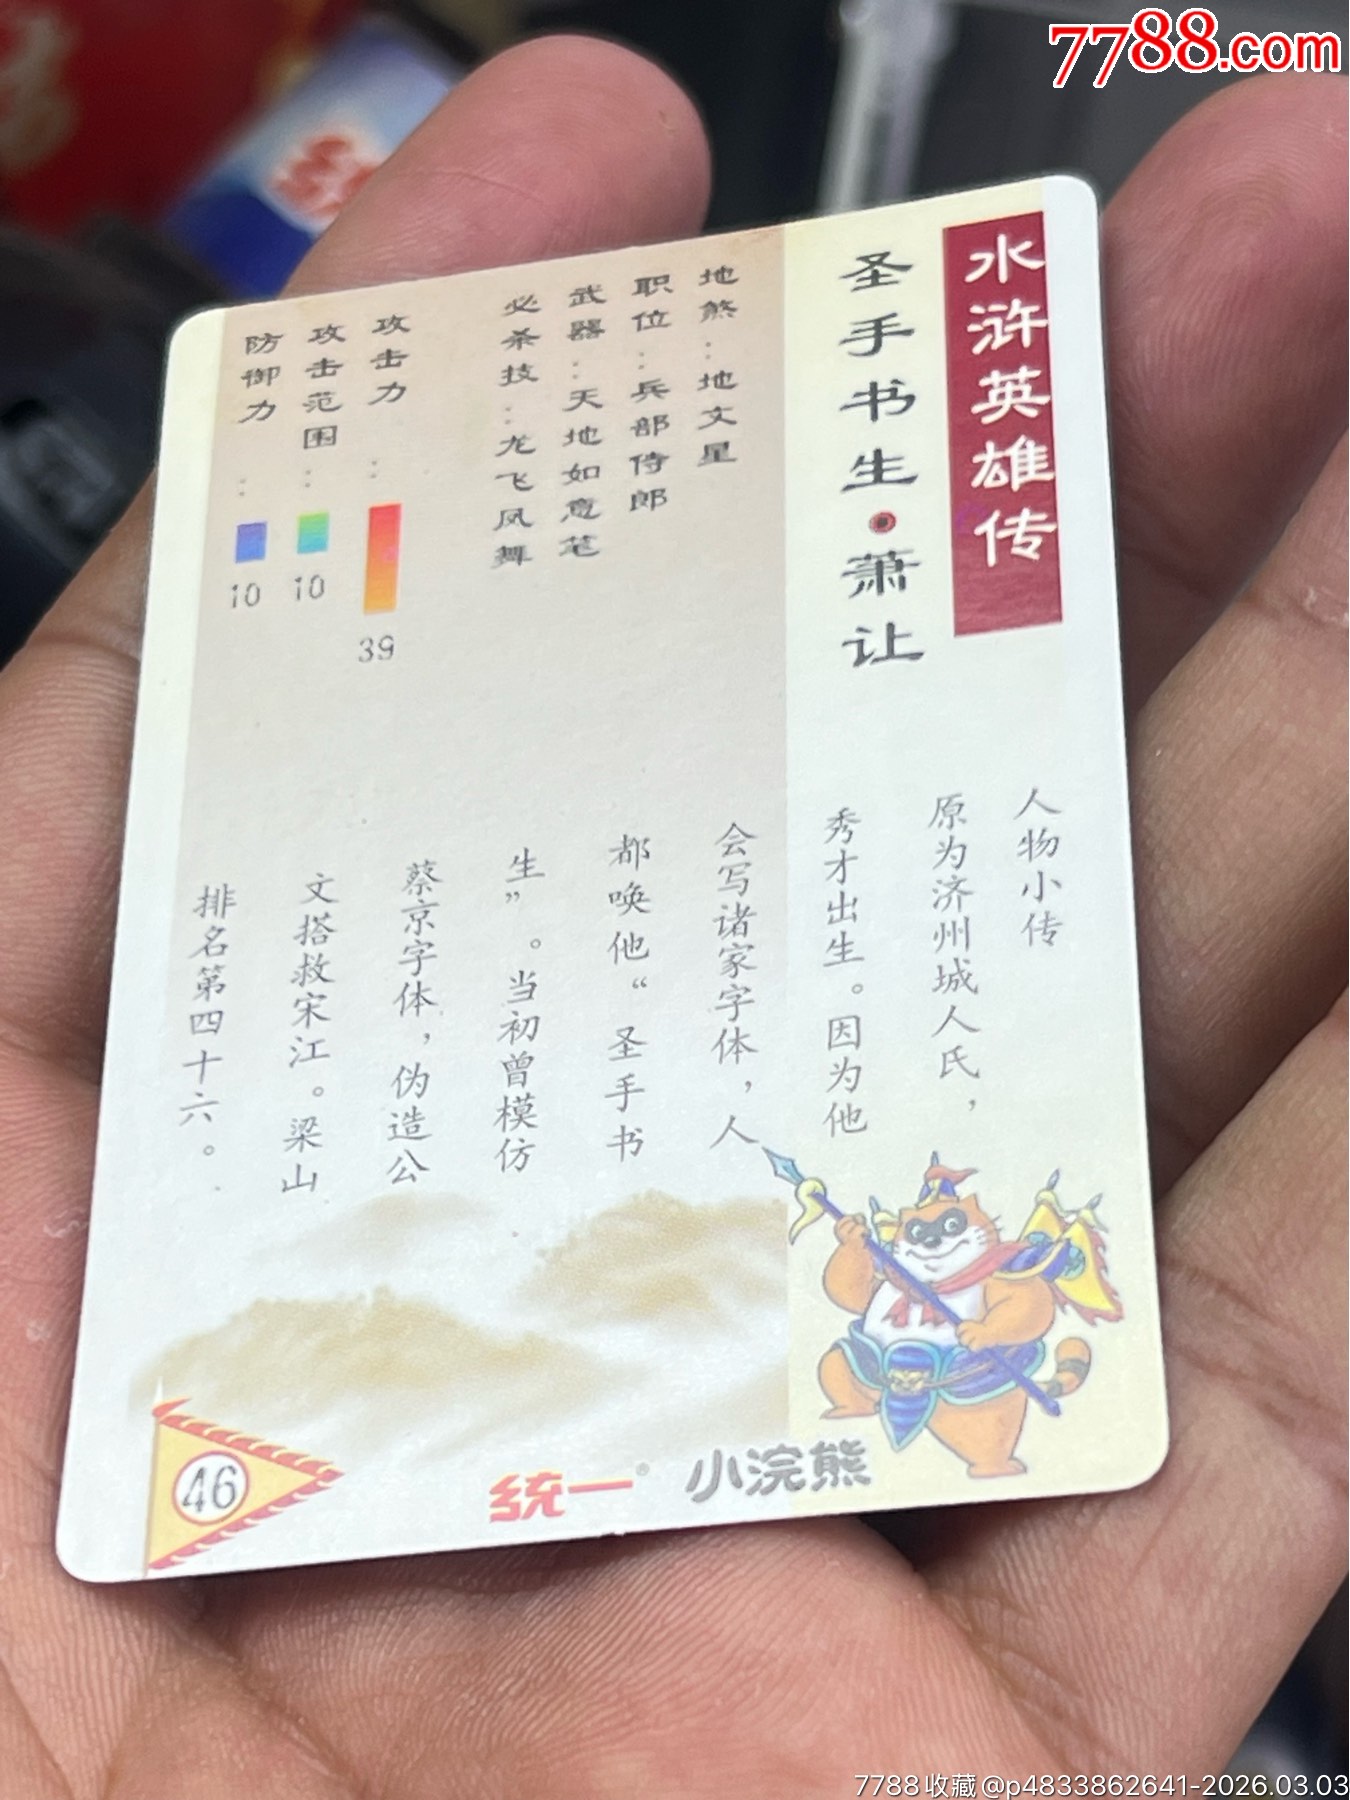 7788.com
水浒英雄传
圣手书生·萧让
地煞：地文星
职位：兵部侍郎
武器：天地如意笔
必杀技：龙飞凤舞
攻击力：39
攻击范围：10
防御力：10
人物小传
原为济州城人氏，
秀才出生。因为他
会写诸家字体，人
都唤他“圣手书
生”。当初曾模仿
蔡京字体，伪造公
文搭救宋江。梁山
排名第四十六。
46
统一® 小浣熊
7788收藏@p4833862641-2026.03.03